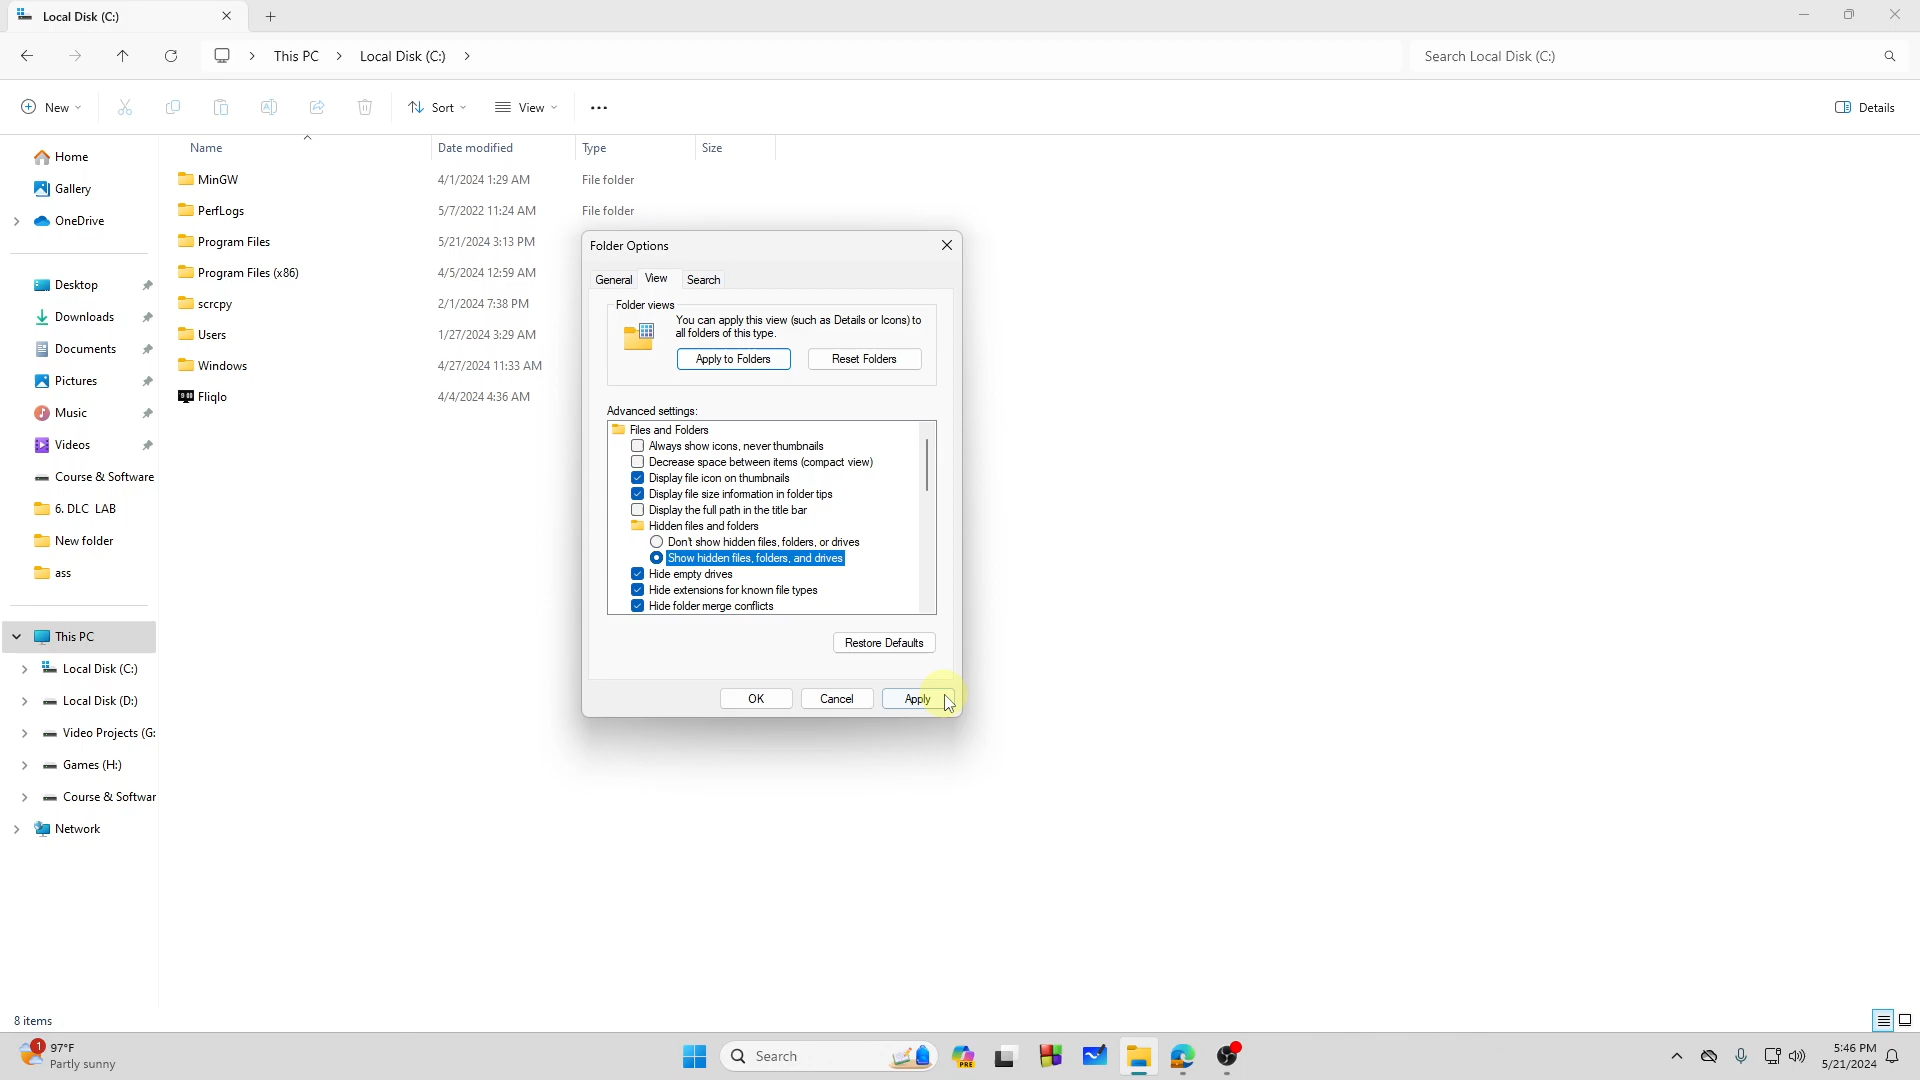 Local Disk (C:)
This PC
Local Disk (C:)
Search Local Disk (C:)
New
Sort
View
Details
Name
Date modified
Type
Size
Home
Gallery
OneDrive
Desktop
Downloads
Documents
Pictures
Music
Videos
Course & Software
6. DLC LAB
New folder
ass
This PC
Local Disk (C:)
Local Disk (D:)
Video Projects (G:
Games (H:)
Course & Softwar
Network
MinGW 4/1/2024 1:29 AM File folder
PerfLogs 5/7/2022 11:24 AM File folder
Program Files 5/21/2024 3:13 PM
Program Files (x86) 4/5/2024 12:59 AM
scrcpy 2/1/2024 7:38 PM
Users 1/27/2024 3:29 AM
Windows 4/27/2024 11:33 AM
Fliqlo 4/4/2024 4:36 AM
Folder Options
General View Search
Folder views
You can apply this view (such as Details or Icons) to
all folders of this type.
Apply to Folders Reset Folders
Advanced settings:
Files and Folders
Always show icons, never thumbnails
Decrease space between items (compact view)
Display file icon on thumbnails
Display file size information in folder tips
Display the full path in the title bar
Hidden files and folders
Don't show hidden files, folders, or drives
Show hidden files, folders, and drives
Hide empty drives
Hide extensions for known file types
Hide folder merge conflicts
Restore Defaults
OK Cancel Apply
8 items
1
97°F
Partly sunny
Search
PRE
5:46 PM
5/21/2024